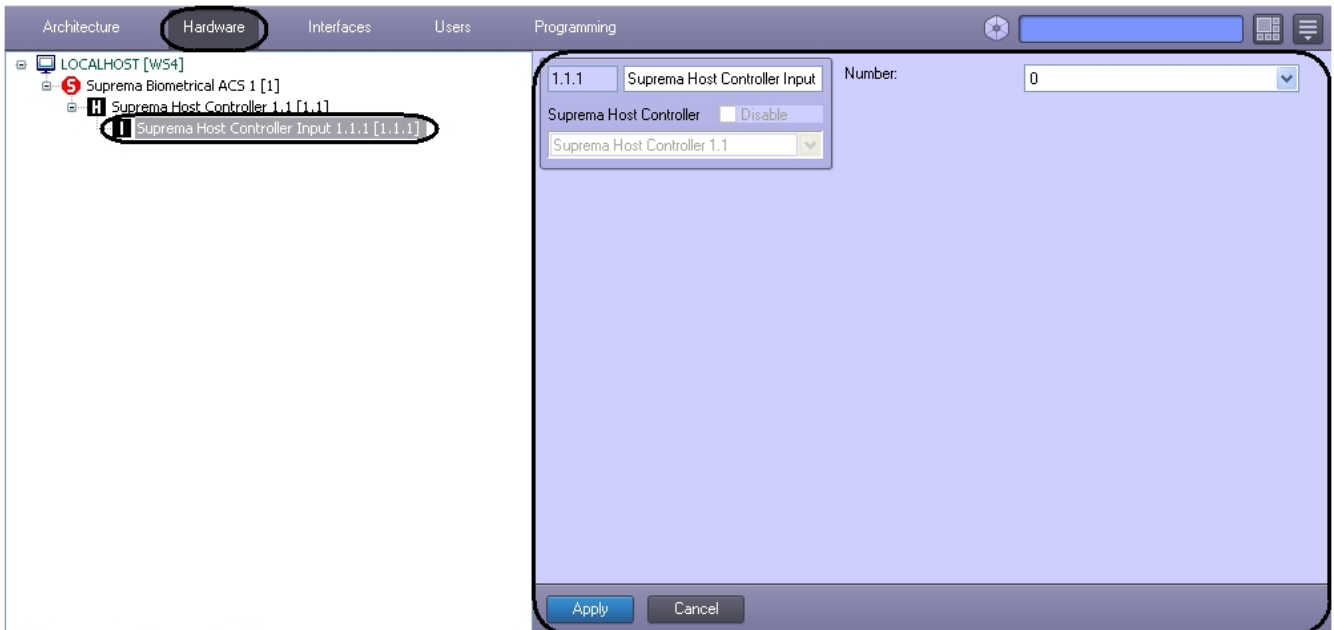 Architecture Hardware Interfaces Users Programming
LOCALHOST [WS4]
S Suprema Biometrical ACS 1 [1]
H Suprema Host Controller 1.1 [1.1]
I Suprema Host Controller Input 1.1.1 [1.1.1]
1.1.1 Suprema Host Controller Input
Suprema Host Controller Disable
Suprema Host Controller 1.1
Number: 0
Apply Cancel